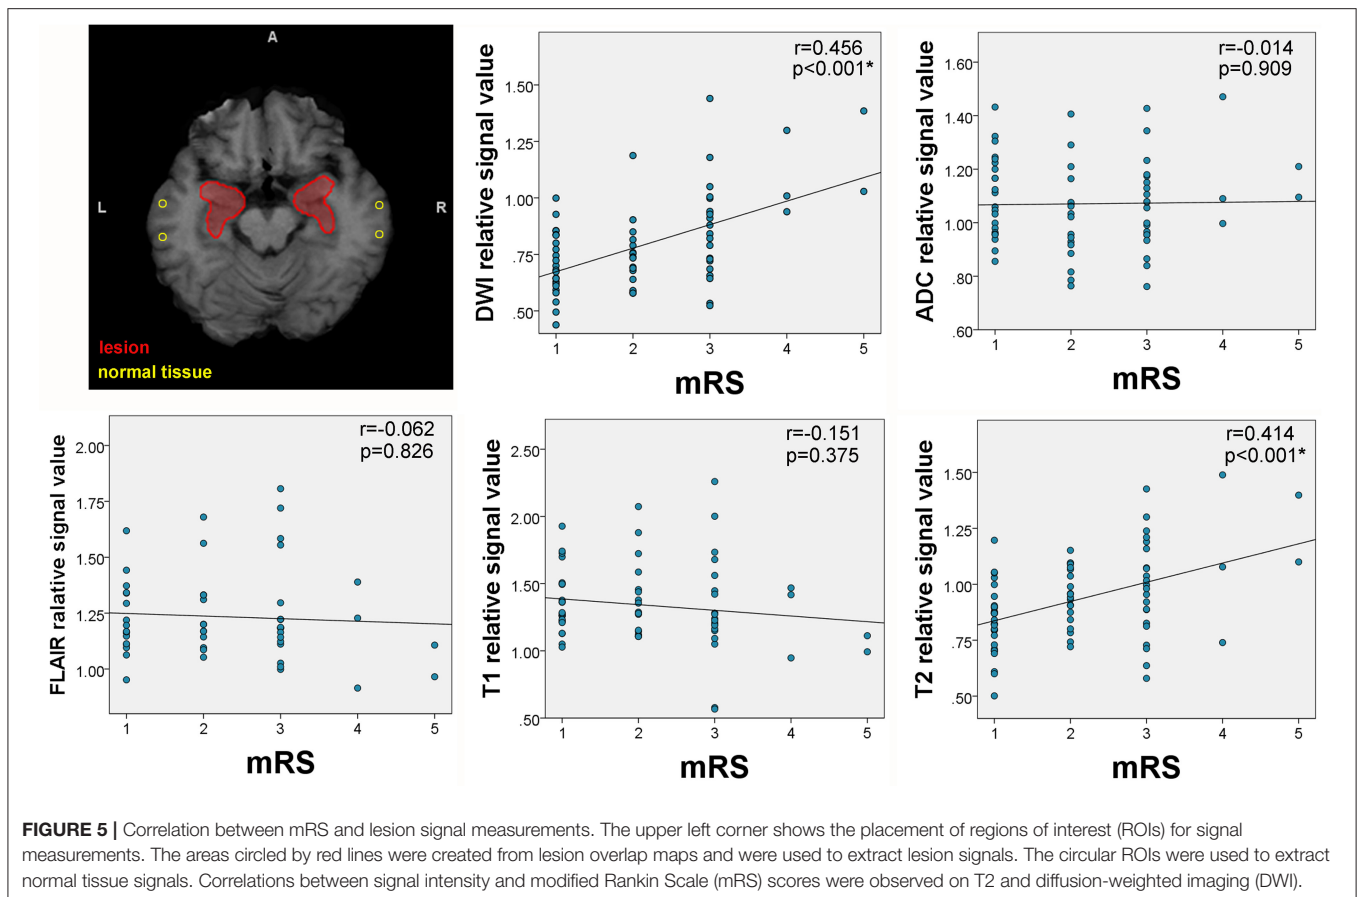 A
L
R
lesion
normal tissue
DWI relative signal value
1.50
1.25
1.00
.75
.50
r=0.456
p<0.001*
1 2 3 4 5
mRS
ADC relative signal value
1.60
1.40
1.20
1.00
.80
.60
r=-0.014
p=0.909
1 2 3 4 5
mRS
FLAIR ralative signal value
2.00
1.75
1.50
1.25
1.00
r=-0.062
p=0.826
1 2 3 4 5
mRS
T1 relative signal value
2.50
2.00
1.50
1.00
.50
r=-0.151
p=0.375
1 2 3 4 5
mRS
T2 relative signal value
1.50
1.25
1.00
.75
.50
r=0.414
p<0.001*
1 2 3 4 5
mRS
FIGURE 5 | Correlation between mRS and lesion signal measurements. The upper left corner shows the placement of regions of interest (ROIs) for signal
measurements. The areas circled by red lines were created from lesion overlap maps and were used to extract lesion signals. The circular ROIs were used to extract
normal tissue signals. Correlations between signal intensity and modified Rankin Scale (mRS) scores were observed on T2 and diffusion-weighted imaging (DWI).